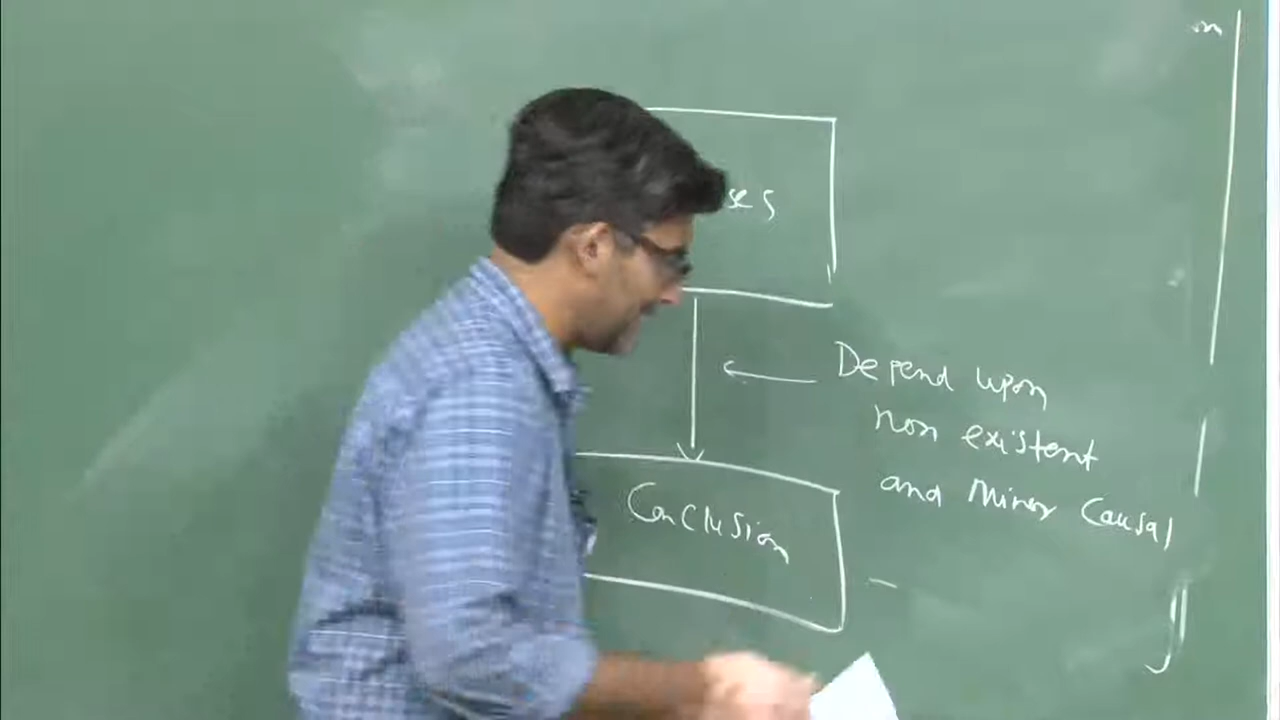 ses
Depend upon
non existent
and Minor Causal
Conclusion